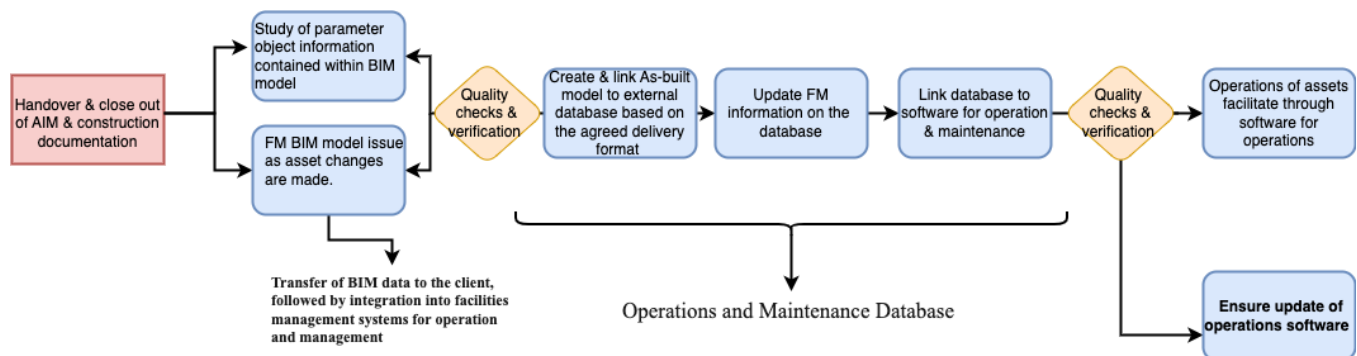 Handover & close out
of AIM & construction
documentation
Study of parameter
object information
contained within BIM
model
FM BIM model issue
as asset changes
are made.
Transfer of BIM data to the client,
followed by integration into facilities
management systems for operation
and management
Quality
checks &
verification
Create & link As-built
model to external
database based on
the agreed delivery
format
Update FM
information on the
database
Link database to
software for operation
& maintenance
Operations and Maintenance Database
Quality
checks &
verification
Operations of assets
facilitate through
software for
operations
Ensure update of
operations software